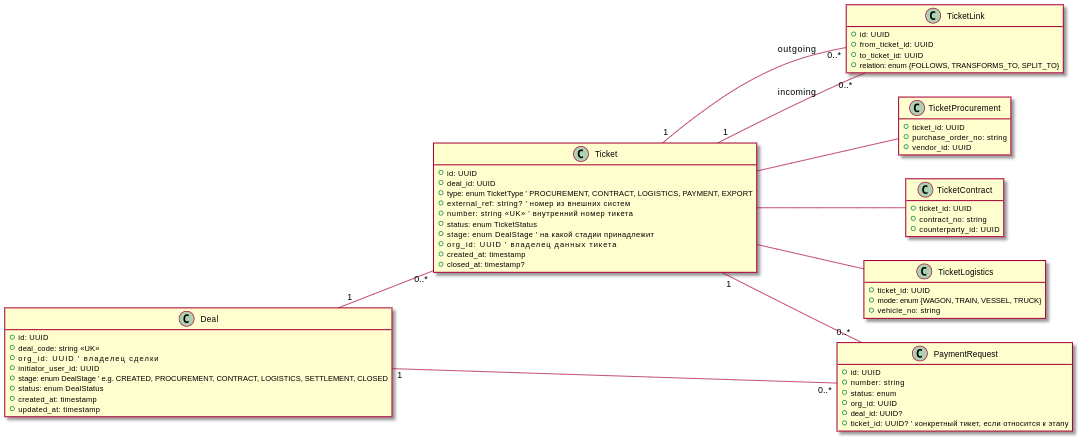 C TicketLink
id: UUID
from_ticket_id: UUID
to_ticket_id: UUID
relation: enum {FOLLOWS, TRANSFORMS_TO, SPLIT_TO}
outgoing
0..*
incoming
0..*
1
1
C TicketProcurement
ticket_id: UUID
purchase_order_no: string
vendor_id: UUID
C Ticket
id: UUID
deal_id: UUID
type: enum TicketType ' PROCUREMENT, CONTRACT, LOGISTICS, PAYMENT, EXPORT
external_ref: string? ' номер из внешних систем
number: string «UK» ' внутренний номер тикета
status: enum TicketStatus
stage: enum DealStage ' на какой стадии принадлежит
org_id: UUID ' владелец данных тикета
created_at: timestamp
closed_at: timestamp?
C TicketContract
ticket_id: UUID
contract_no: string
counterparty_id: UUID
C TicketLogistics
ticket_id: UUID
mode: enum {WAGON, TRAIN, VESSEL, TRUCK}
vehicle_no: string
0..*
1
1
0..*
C Deal
id: UUID
deal_code: string «UK»
org_id: UUID ' владелец сделки
initiator_user_id: UUID
stage: enum DealStage ' e.g. CREATED, PROCUREMENT, CONTRACT, LOGISTICS, SETTLEMENT, CLOSED
status: enum DealStatus
created_at: timestamp
updated_at: timestamp
1
0..*
C PaymentRequest
id: UUID
number: string
status: enum
org_id: UUID
deal_id: UUID?
ticket_id: UUID? ' конкретный тикет, если относится к этапу